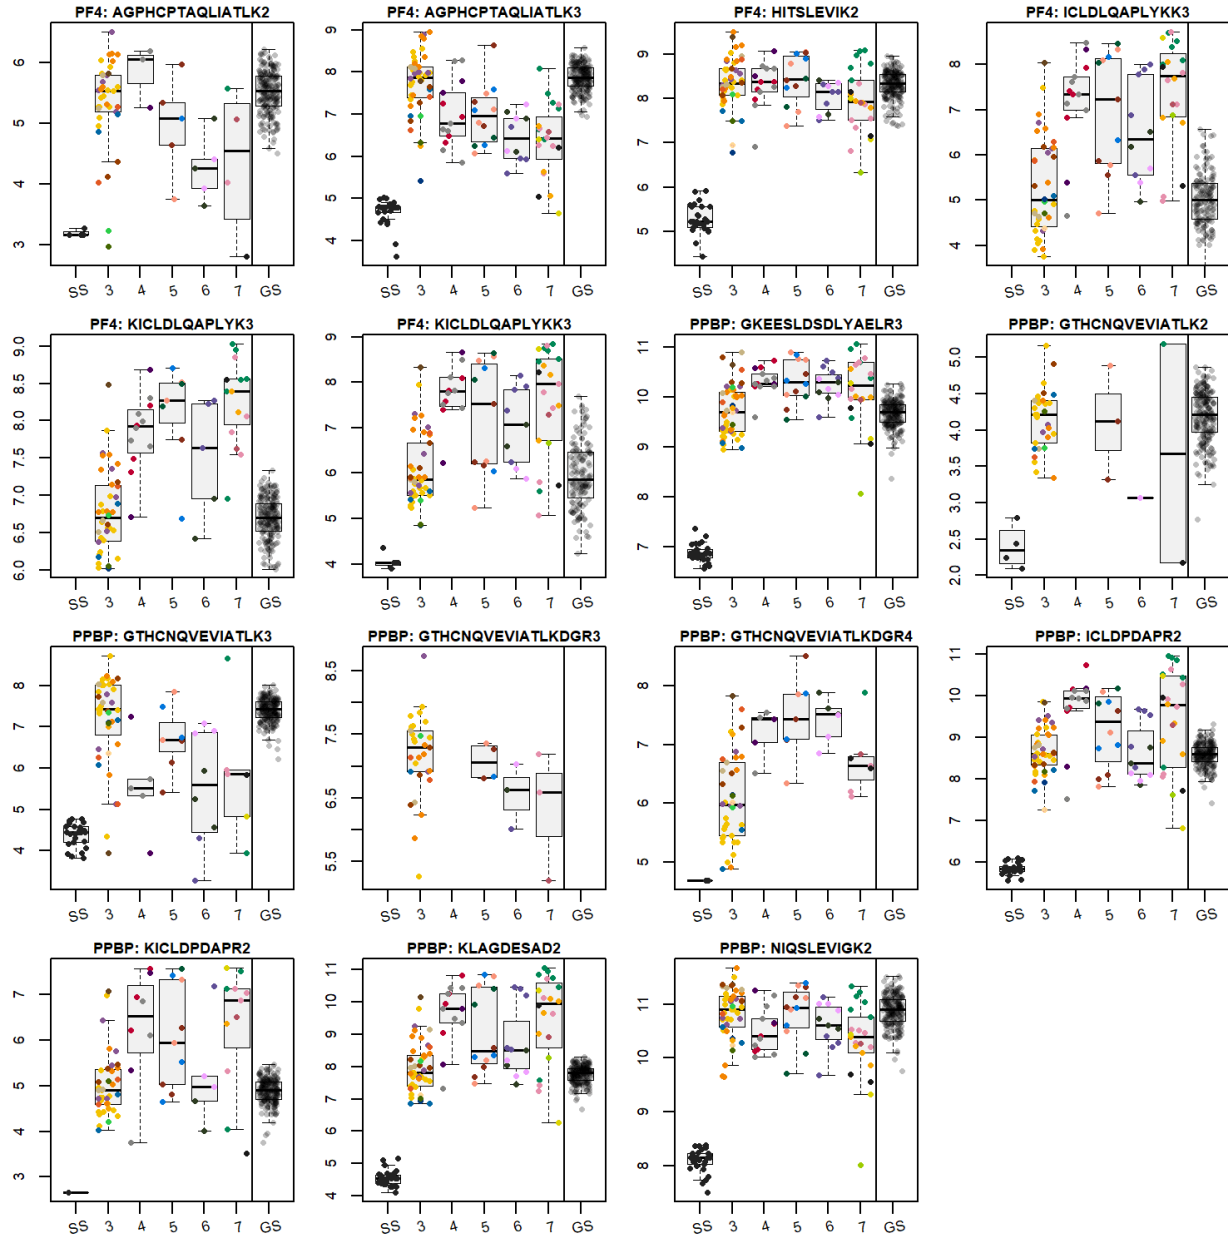 PF4: AGPHCPTAQLIATLK2
6
5
4
3
SS 3 4 5 6 7 GS
PF4: AGPHCPTAQLIATLK3
9
8
7
6
5
4
SS 3 4 5 6 7 GS
PF4: HITSLEVIK2
9
8
7
6
5
SS 3 4 5 6 7 GS
PF4: ICLDLQAPLYKK3
8
7
6
5
4
SS 3 4 5 6 7 GS
PF4: KICLDLQAPLYK3
9.0
8.5
8.0
7.5
7.0
6.5
6.0
SS 3 4 5 6 7 GS
PF4: KICLDLQAPLYKK3
9
8
7
6
5
4
SS 3 4 5 6 7 GS
PPBP: GKEESLDSDLYAELR3
11
10
9
8
7
SS 3 4 5 6 7 GS
PPBP: GTHCNQVEVIATLK2
5.0
4.5
4.0
3.5
3.0
2.5
2.0
SS 3 4 5 6 7 GS
PPBP: GTHCNQVEVIATLK3
8
7
6
5
4
SS 3 4 5 6 7 GS
PPBP: GTHCNQVEVIATLKDGR3
8.5
7.5
6.5
5.5
SS 3 4 5 6 7 GS
PPBP: GTHCNQVEVIATLKDGR4
8
7
6
5
SS 3 4 5 6 7 GS
PPBP: ICLDPDAPR2
11
10
9
8
7
6
SS 3 4 5 6 7 GS
PPBP: KICLDPDAPR2
7
6
5
4
3
SS 3 4 5 6 7 GS
PPBP: KLAGDESAD2
11
10
9
8
7
6
5
4
SS 3 4 5 6 7 GS
PPBP: NIQSLEVIGK2
11
10
9
8
SS 3 4 5 6 7 GS